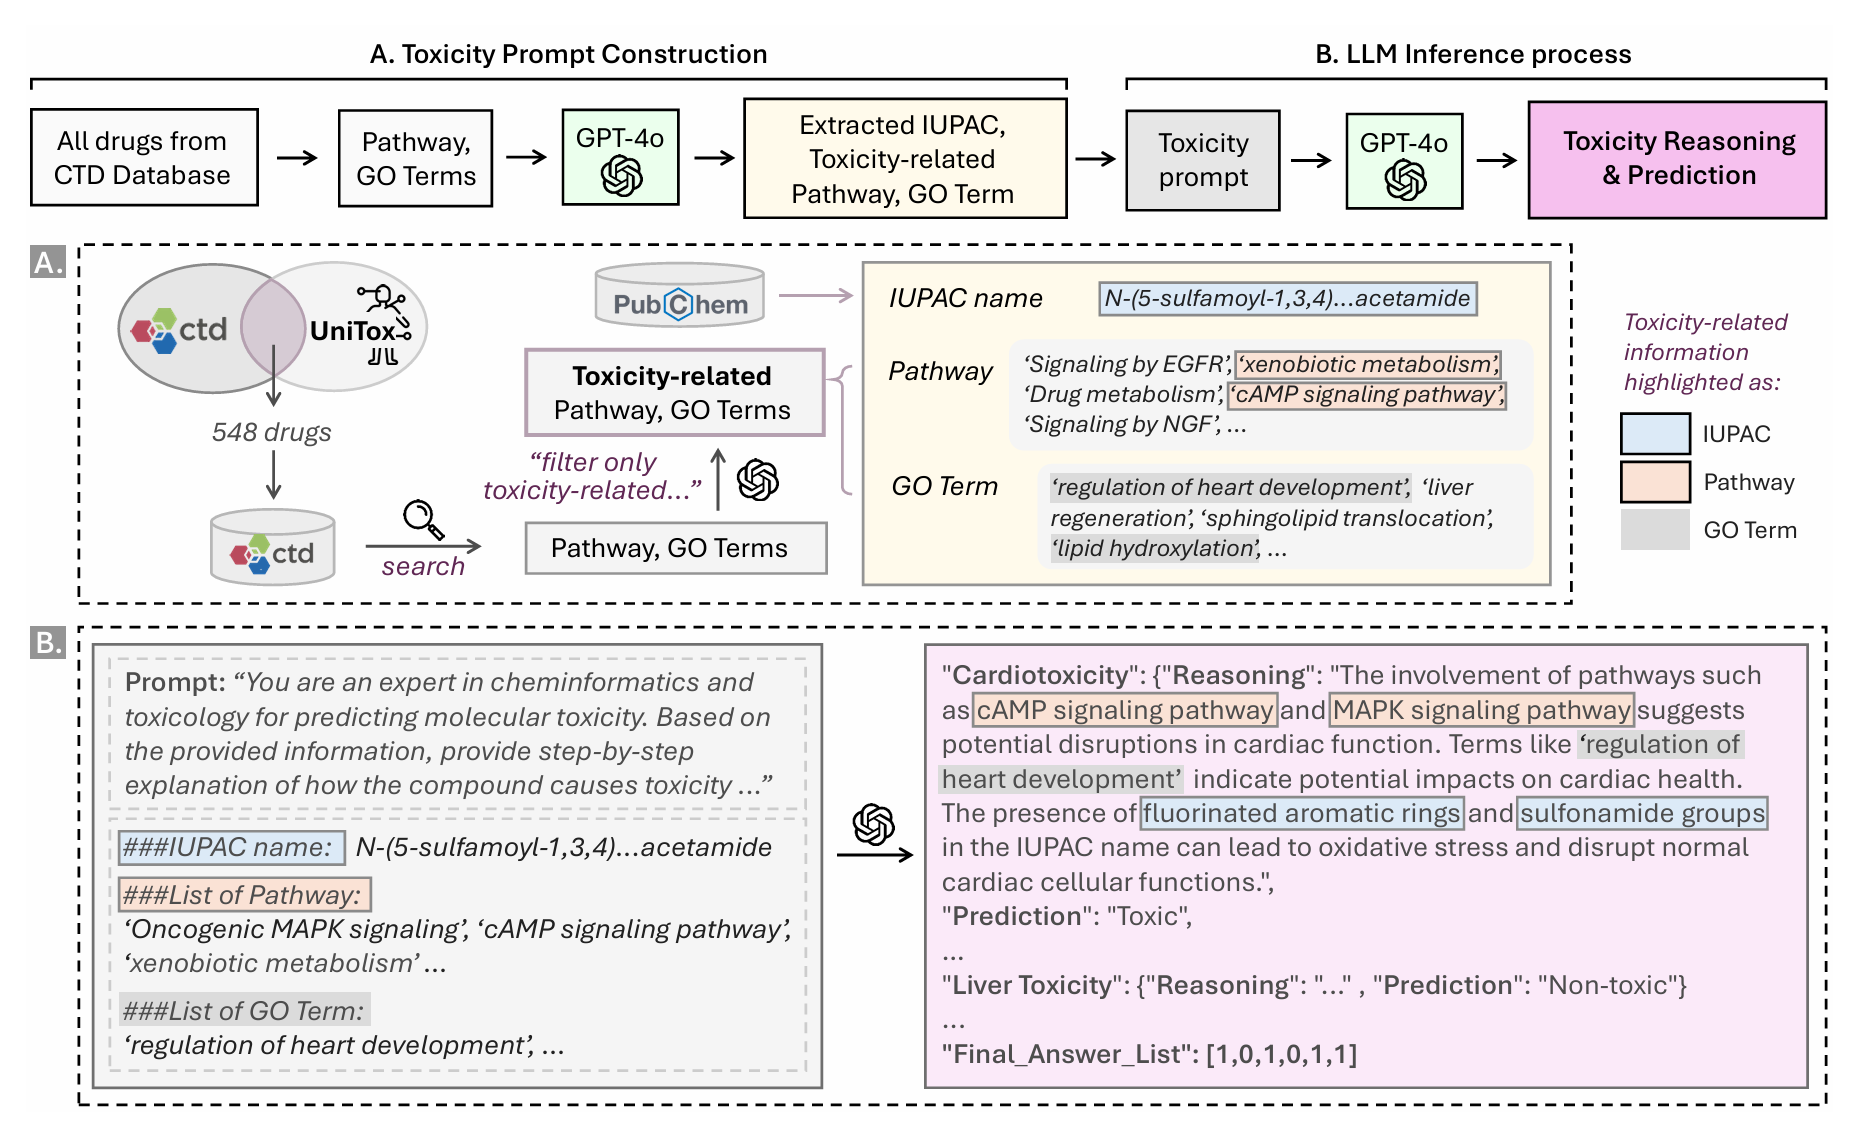 A. Toxicity Prompt Construction
B. LLM Inference process
All drugs from
CTD Database
Pathway,
GO Terms
GPT-4o
Extracted IUPAC,
Toxicity-related
Pathway, GO Term
Toxicity
prompt
GPT-4o
Toxicity Reasoning
& Prediction
A.
ctd
UniTox
548 drugs
ctd
search
PubChem
Toxicity-related
Pathway, GO Terms
“filter only
toxicity-related...”
Pathway, GO Terms
IUPAC name
N-(5-sulfamoyl-1,3,4)...acetamide
Pathway
‘Signaling by EGFR’, ‘xenobiotic metabolism’,
‘Drug metabolism’, ‘cAMP signaling pathway’,
‘Signaling by NGF’, ...
GO Term
‘regulation of heart development’, ‘liver
regeneration’, ‘sphingolipid translocation’,
‘lipid hydroxylation’, ...
Toxicity-related
information
highlighted as:
IUPAC
Pathway
GO Term
B.
Prompt: “You are an expert in cheminformatics and
toxicology for predicting molecular toxicity. Based on
the provided information, provide step-by-step
explanation of how the compound causes toxicity ...”
###IUPAC name: N-(5-sulfamoyl-1,3,4)...acetamide
###List of Pathway:
‘Oncogenic MAPK signaling’, ‘cAMP signaling pathway’,
‘xenobiotic metabolism’ ...
###List of GO Term:
‘regulation of heart development’, ...
"Cardiotoxicity": {"Reasoning": "The involvement of pathways such
as cAMP signaling pathway and MAPK signaling pathway suggests
potential disruptions in cardiac function. Terms like ‘regulation of
heart development’ indicate potential impacts on cardiac health.
The presence of fluorinated aromatic rings and sulfonamide groups
in the IUPAC name can lead to oxidative stress and disrupt normal
cardiac cellular functions.",
"Prediction": "Toxic",
...
"Liver Toxicity": {"Reasoning": "..." , "Prediction": "Non-toxic"}
...
"Final_Answer_List": [1,0,1,0,1,1]